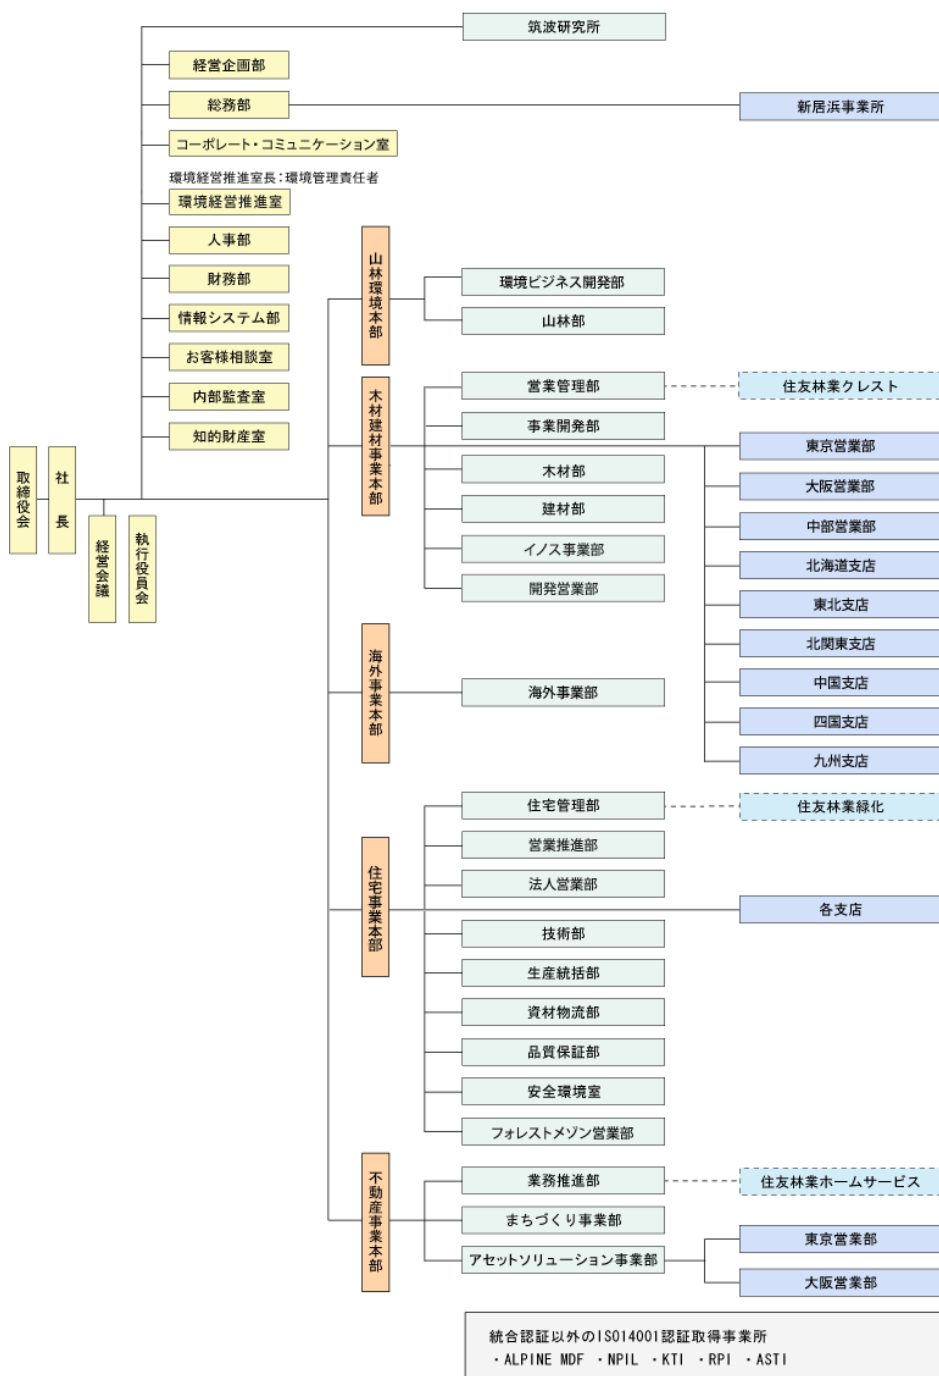 筑波研究所
経営企画部
総務部
新居浜事業所
コーポレート・コミュニケーション室
環境経営推進室長：環境管理責任者
環境経営推進室
人事部
財務部
情報システム部
お客様相談室
内部監査室
知的財産室
取締役会
社長
経営会議
執行役員会
山林環境本部
環境ビジネス開発部
山林部
木材建材事業本部
営業管理部
住友林業クレスト
事業開発部
木材部
建材部
イノス事業部
開発営業部
東京営業部
大阪営業部
中部営業部
北海道支店
東北支店
北関東支店
中国支店
四国支店
九州支店
海外事業本部
海外事業部
住宅事業本部
住宅管理部
住友林業緑化
営業推進部
法人営業部
各支店
技術部
生産統括部
資材物流部
品質保証部
安全環境室
フォレストメゾン営業部
不動産事業本部
業務推進部
住友林業ホームサービス
まちづくり事業部
アセットソリューション事業部
東京営業部
大阪営業部
統合認証以外のISO14001認証取得事業所
・ALPINE MDF ・NPIL ・KTI ・RPI ・ASTI